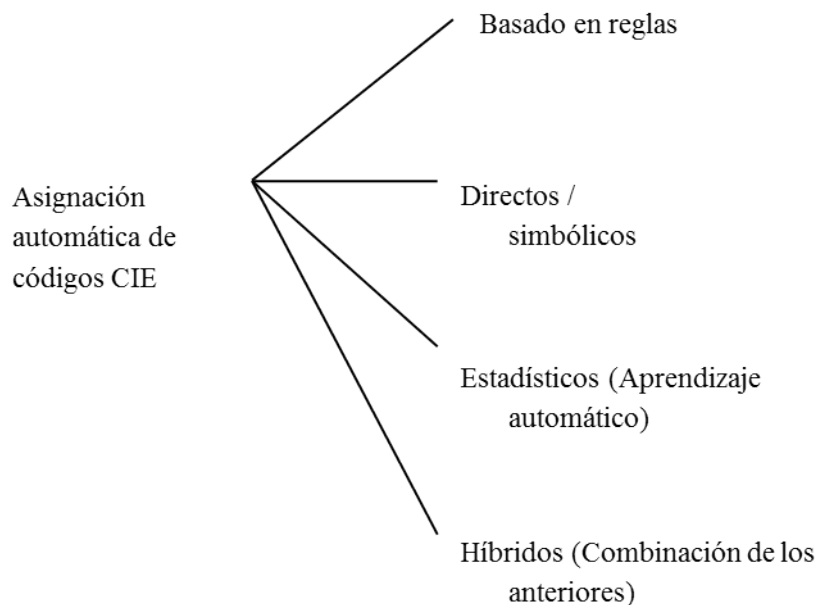 Basado en reglas
Asignación
automática de
códigos CIE
Directos /
simbólicos
Estadísticos (Aprendizaje
automático)
Híbridos (Combinación de los
anteriores)